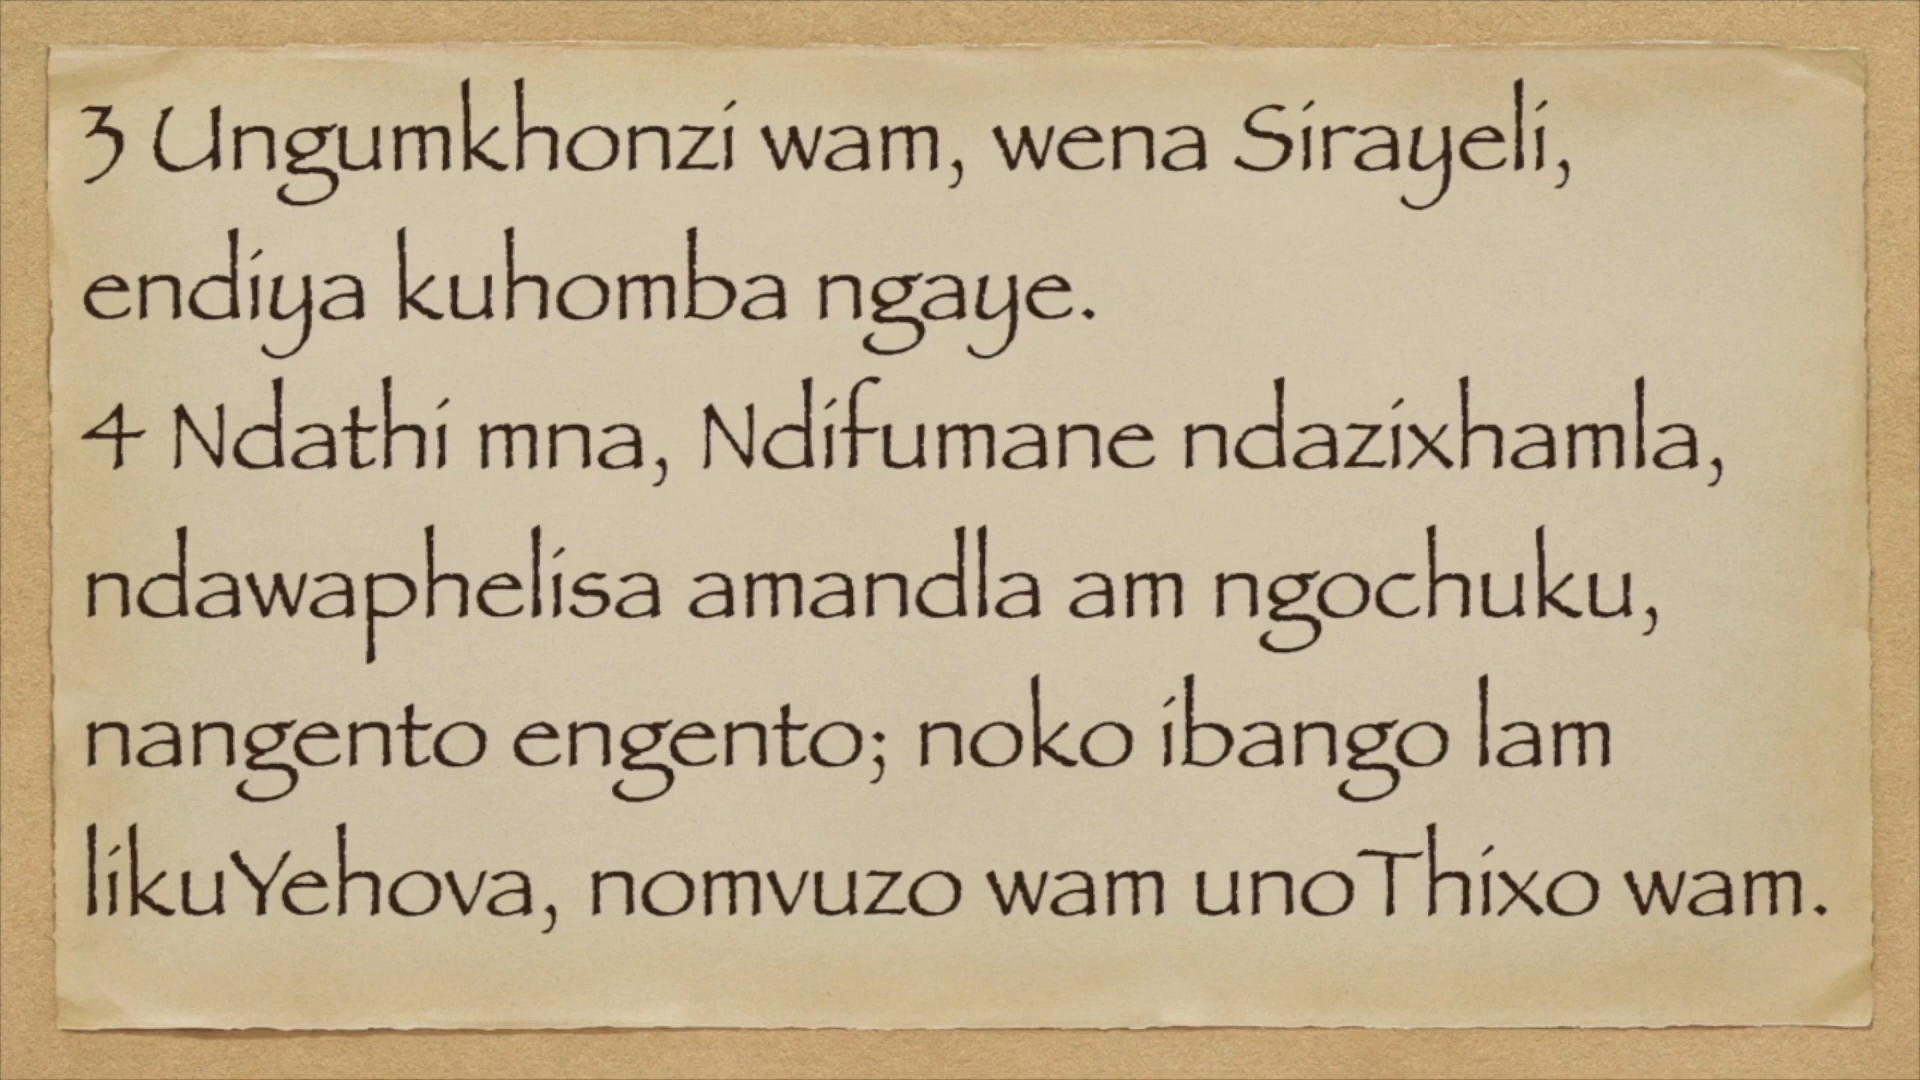 3 Ungumkhonzi wam, wena Sirayeli,
endiya kuhomba ngaye.
4 Ndathi mna, Ndifumane ndazixhamla,
ndawaphelisa amandla am ngochuku,
nangento engento; noko ibango lam
likuYehova, nomvuzo wam unoThixo wam.